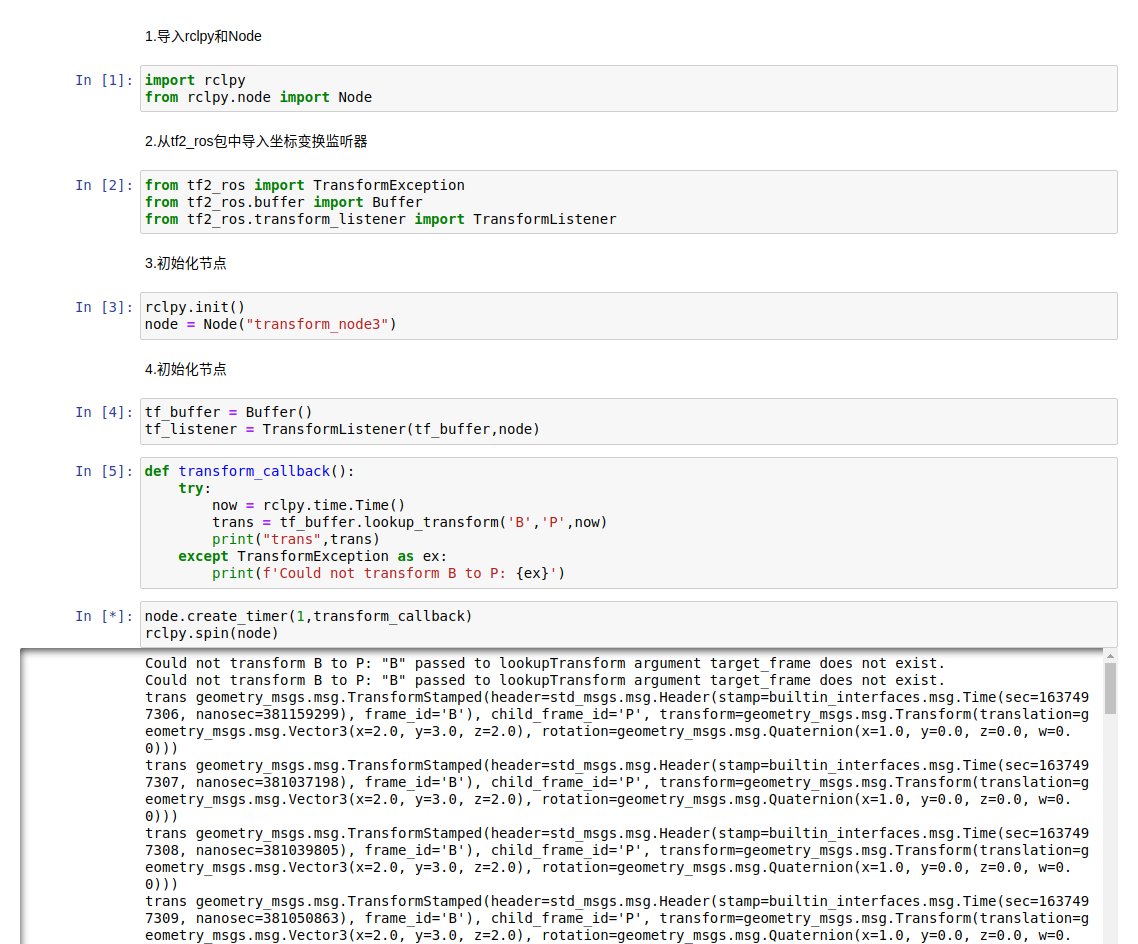 1.导入rclpy和Node
In [1]: import rclpy
from rclpy.node import Node
2.从tf2_ros包中导入坐标变换监听器
In [2]: from tf2_ros import TransformException
from tf2_ros.buffer import Buffer
from tf2_ros.transform_listener import TransformListener
3.初始化节点
In [3]: rclpy.init()
node = Node("transform_node3")
4.初始化节点
In [4]: tf_buffer = Buffer()
tf_listener = TransformListener(tf_buffer,node)
In [5]: def transform_callback():
    try:
        now = rclpy.time.Time()
        trans = tf_buffer.lookup_transform('B','P',now)
        print("trans",trans)
    except TransformException as ex:
        print(f'Could not transform B to P: {ex}')
In [*]: node.create_timer(1,transform_callback)
rclpy.spin(node)
Could not transform B to P: "B" passed to lookupTransform argument target_frame does not exist.
Could not transform B to P: "B" passed to lookupTransform argument target_frame does not exist.
trans geometry_msgs.msg.TransformStamped(header=std_msgs.msg.Header(stamp=builtin_interfaces.msg.Time(sec=163749
7306, nanosec=381159299), frame_id='B'), child_frame_id='P', transform=geometry_msgs.msg.Transform(translation=g
eometry_msgs.msg.Vector3(x=2.0, y=3.0, z=2.0), rotation=geometry_msgs.msg.Quaternion(x=1.0, y=0.0, z=0.0, w=0.
0)))
trans geometry_msgs.msg.TransformStamped(header=std_msgs.msg.Header(stamp=builtin_interfaces.msg.Time(sec=163749
7307, nanosec=381037198), frame_id='B'), child_frame_id='P', transform=geometry_msgs.msg.Transform(translation=g
eometry_msgs.msg.Vector3(x=2.0, y=3.0, z=2.0), rotation=geometry_msgs.msg.Quaternion(x=1.0, y=0.0, z=0.0, w=0.
0)))
trans geometry_msgs.msg.TransformStamped(header=std_msgs.msg.Header(stamp=builtin_interfaces.msg.Time(sec=163749
7308, nanosec=381039805), frame_id='B'), child_frame_id='P', transform=geometry_msgs.msg.Transform(translation=g
eometry_msgs.msg.Vector3(x=2.0, y=3.0, z=2.0), rotation=geometry_msgs.msg.Quaternion(x=1.0, y=0.0, z=0.0, w=0.
0)))
trans geometry_msgs.msg.TransformStamped(header=std_msgs.msg.Header(stamp=builtin_interfaces.msg.Time(sec=163749
7309, nanosec=381050863), frame_id='B'), child_frame_id='P', transform=geometry_msgs.msg.Transform(translation=g
eometry_msgs.msg.Vector3(x=2.0, y=3.0, z=2.0), rotation=geometry_msgs.msg.Quaternion(x=1.0, y=0.0, z=0.0, w=0.